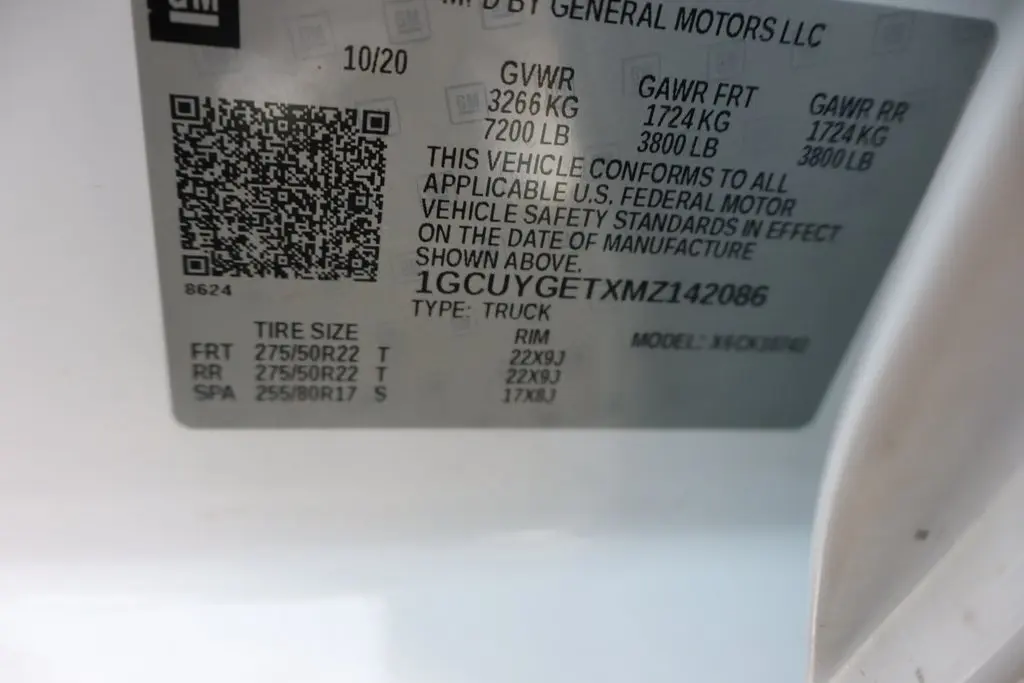 GM
MFD BY GENERAL MOTORS LLC
10/20
GVWR GAWR FRT GAWR RR
3266 KG 1724 KG 1724 KG
7200 LB 3800 LB 3800 LB
THIS VEHICLE CONFORMS TO ALL
APPLICABLE U.S. FEDERAL MOTOR
VEHICLE SAFETY STANDARDS IN EFFECT
ON THE DATE OF MANUFACTURE
SHOWN ABOVE.
8624
1GCUYGETXMZ142086
TYPE: TRUCK
TIRE SIZE RIM MODEL:
FRT 275/50R22 T 22X9J
RR 275/50R22 T 22X9J
SPA 255/80R17 S 17X8J